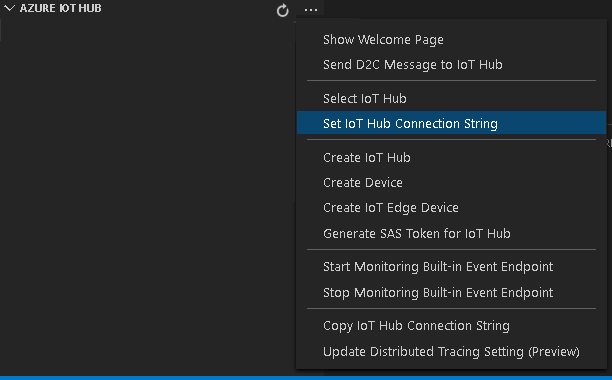 AZURE IOT HUB
Show Welcome Page
Send D2C Message to IoT Hub
Select IoT Hub
Set IoT Hub Connection String
Create IoT Hub
Create Device
Create IoT Edge Device
Generate SAS Token for IoT Hub
Start Monitoring Built-in Event Endpoint
Stop Monitoring Built-in Event Endpoint
Copy IoT Hub Connection String
Update Distributed Tracing Setting (Preview)